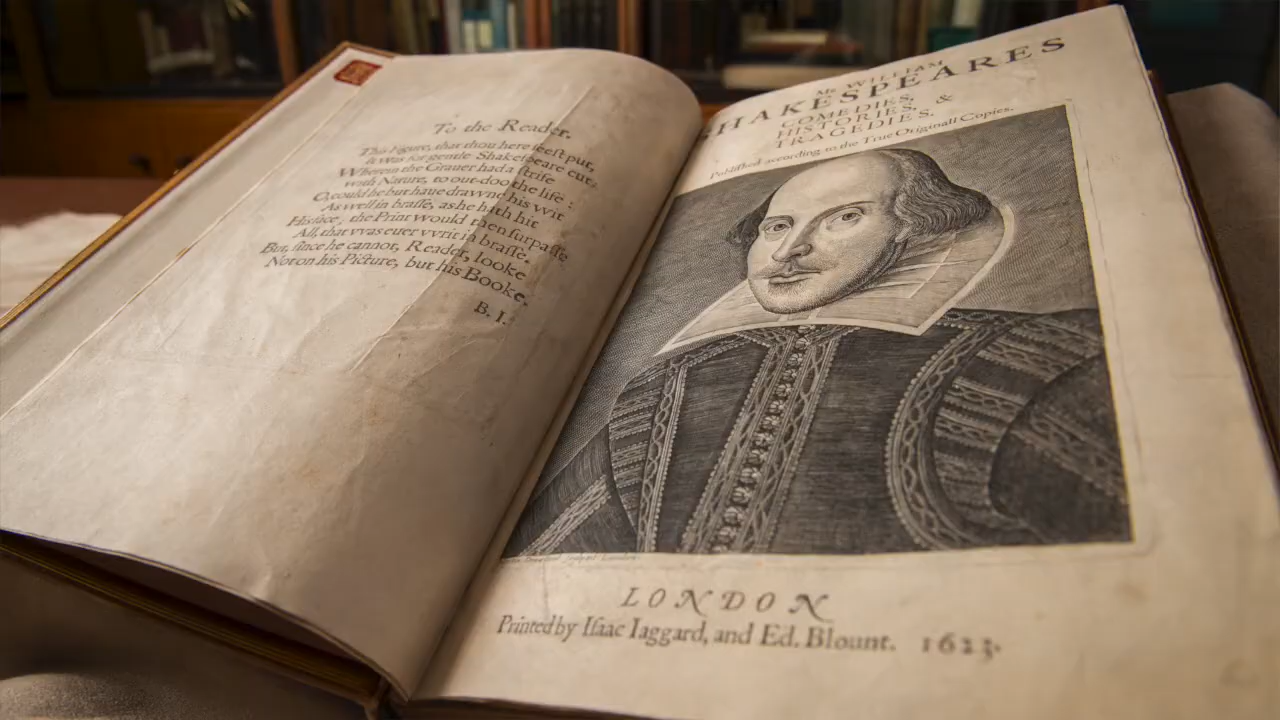 To the Reader.
This Figure, that thou here seest put,
It was for gentle Shakespeare cut;
Wherein the Grauer had a strife
with Nature, to out-doo the life :
O, could he but haue drawne his wit
As well in brasse, as he hath hit
His face , the Print would then surpasse
All, that vvas euer vvrit in brasse.
But, since he cannot, Reader, looke
Not on his Picture, but his Booke.
B. I.
Mr. WILLIAM
SHAKESPEARES
COMEDIES,
HISTORIES, &
TRAGEDIES.
Published according to the True Originall Copies.
LONDON
Printed by Isaac Iaggard, and Ed. Blount. 1623.